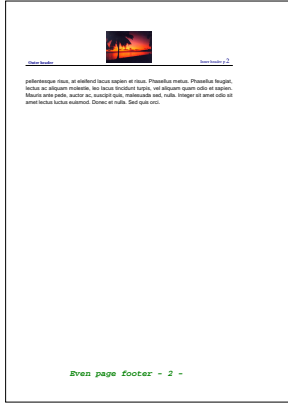 Outer header
Inner header p.2
pellentesque risus, at eleifend lacus sapien et risus. Phasellus metus. Phasellus feugiat,
lectus ac aliquam molestie, leo lacus tincidunt turpis, vel aliquam quam odio et sapien.
Mauris ante pede, auctor ac, suscipit quis, malesuada sed, nulla. Integer sit amet odio sit
amet lectus luctus euismod. Donec et nulla. Sed quis orci.
Even page footer - 2 -